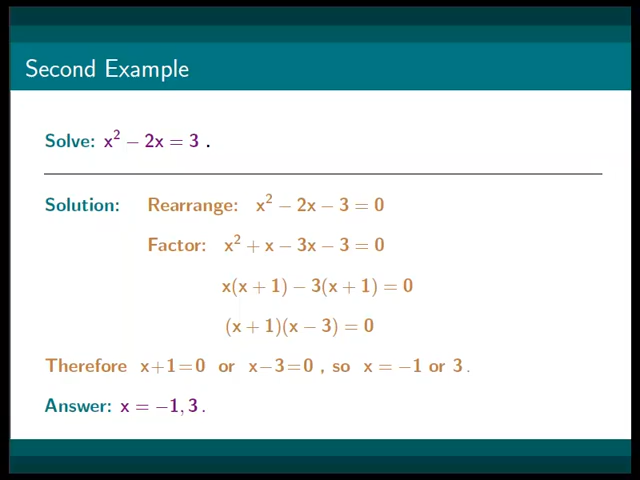 Second Example
Solve: x² − 2x = 3 .
Solution: Rearrange: x² − 2x − 3 = 0
Factor: x² + x − 3x − 3 = 0
x(x + 1) − 3(x + 1) = 0
(x + 1)(x − 3) = 0
Therefore x+1=0 or x−3=0 , so x = −1 or 3 .
Answer: x = −1, 3 .